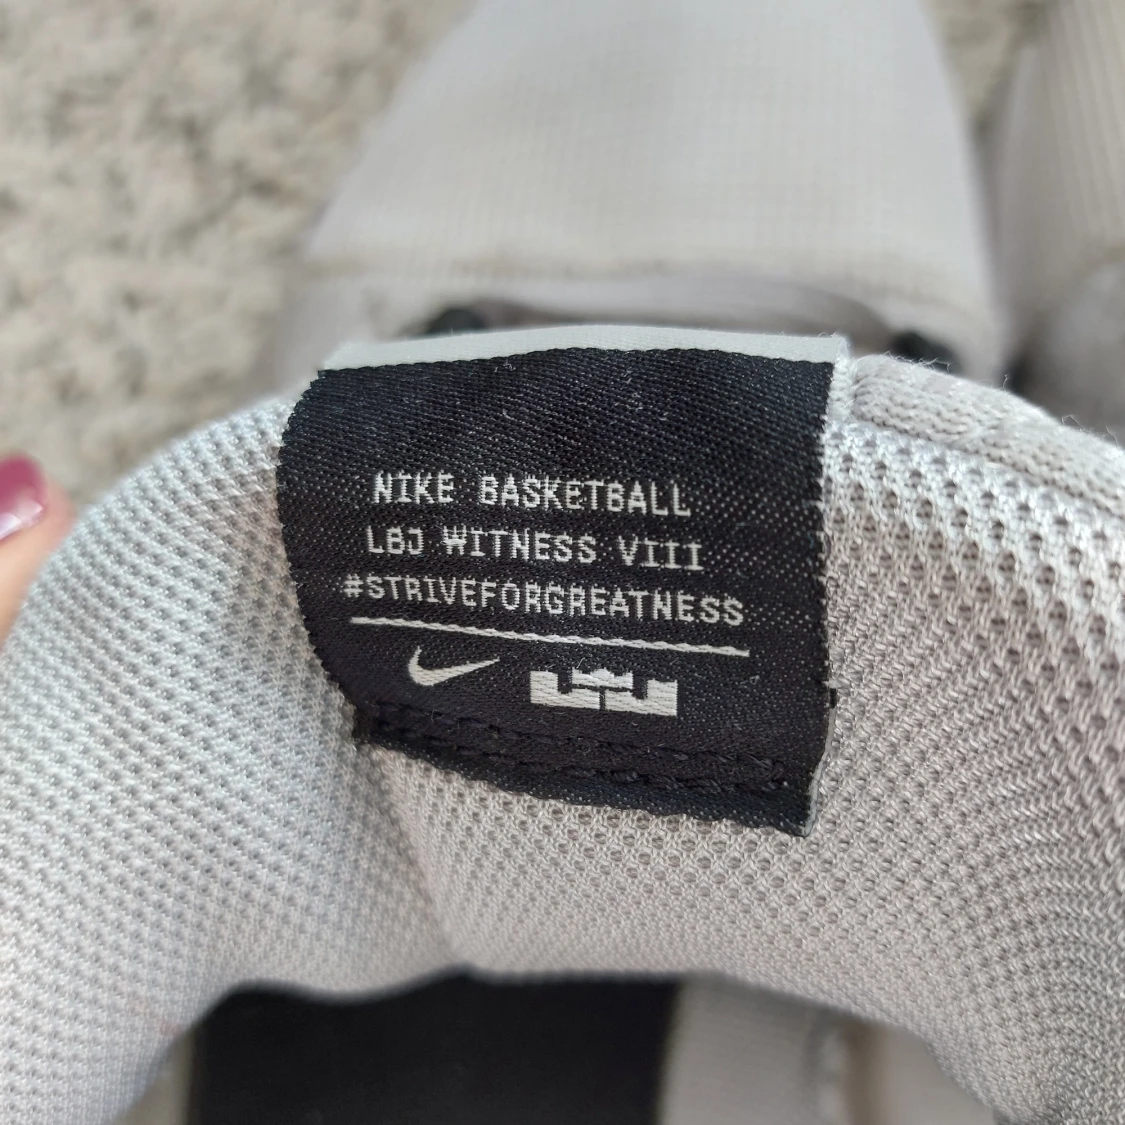 NIKE BASKETBALL
LBJ WITNESS VIII
#STRIVEFORGREATNESS